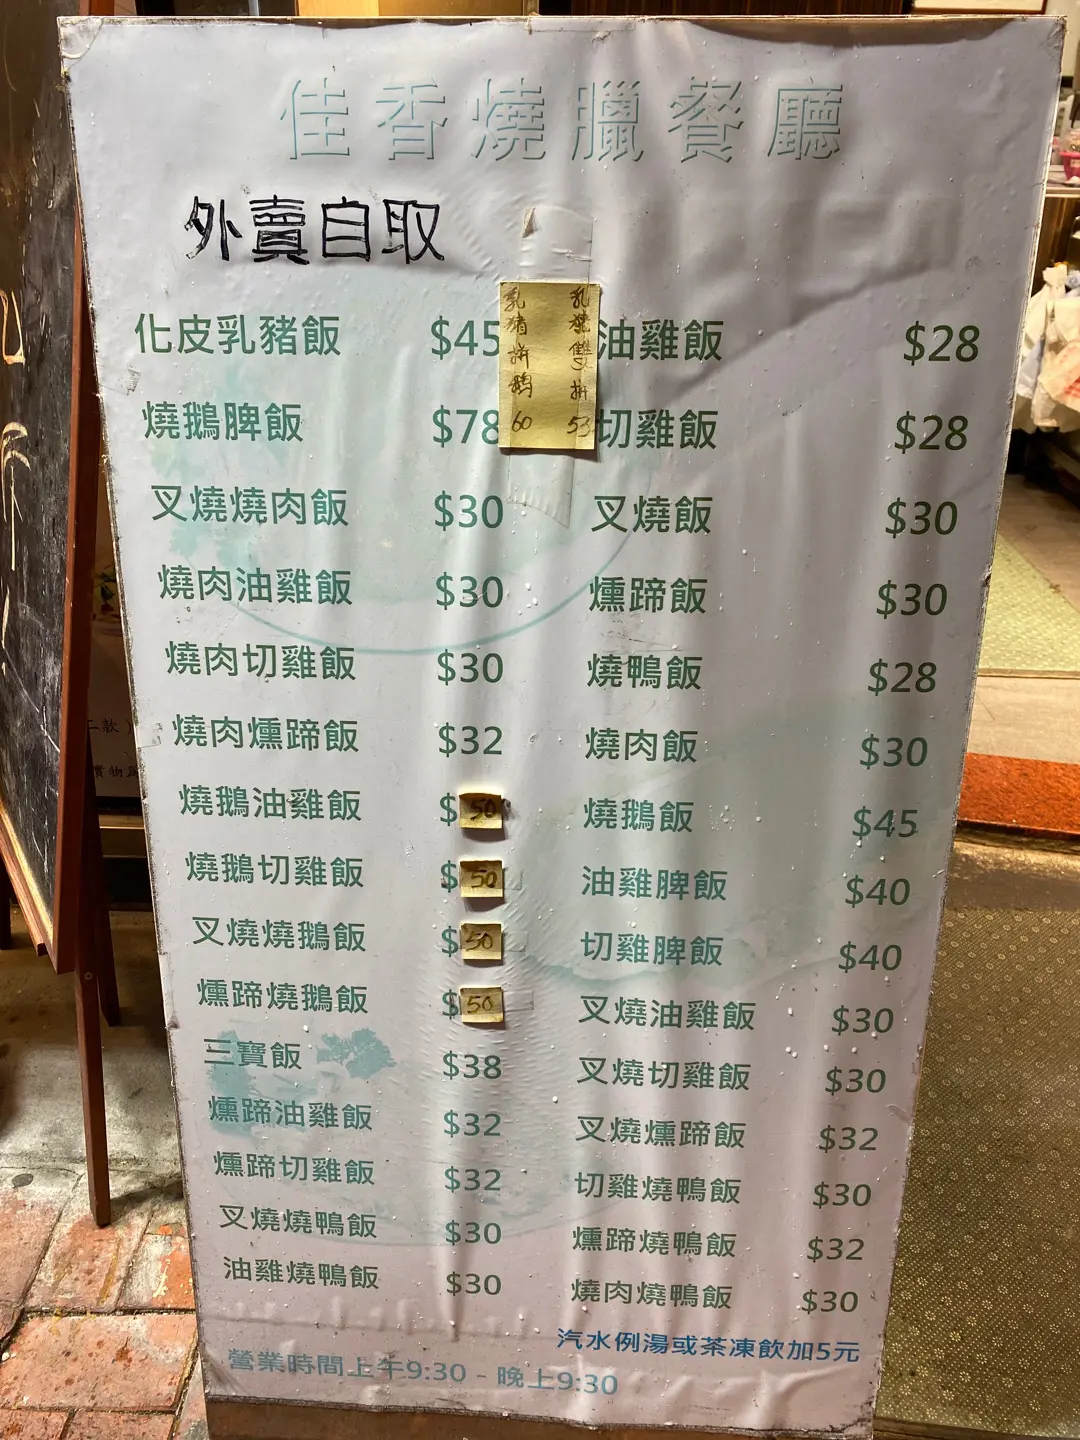 佳香燒臘餐廳
外賣自取
乳豬雙拼 53
乳豬拼鵝 60
化皮乳豬飯 $45
燒鵝脾飯 $78
叉燒燒肉飯 $30
燒肉油雞飯 $30
燒肉切雞飯 $30
燒肉燻蹄飯 $32
燒鵝油雞飯 $50
燒鵝切雞飯 $50
叉燒燒鵝飯 $50
燻蹄燒鵝飯 $50
三寶飯 $38
燻蹄油雞飯 $32
燻蹄切雞飯 $32
叉燒燒鴨飯 $30
油雞燒鴨飯 $30
油雞飯 $28
切雞飯 $28
叉燒飯 $30
燻蹄飯 $30
燒鴨飯 $28
燒肉飯 $30
燒鵝飯 $45
油雞脾飯 $40
切雞脾飯 $40
叉燒油雞飯 $30
叉燒切雞飯 $30
叉燒燻蹄飯 $32
切雞燒鴨飯 $30
燻蹄燒鴨飯 $32
燒肉燒鴨飯 $30
汽水例湯或茶凍飲加5元
營業時間上午9:30 - 晚上9:30